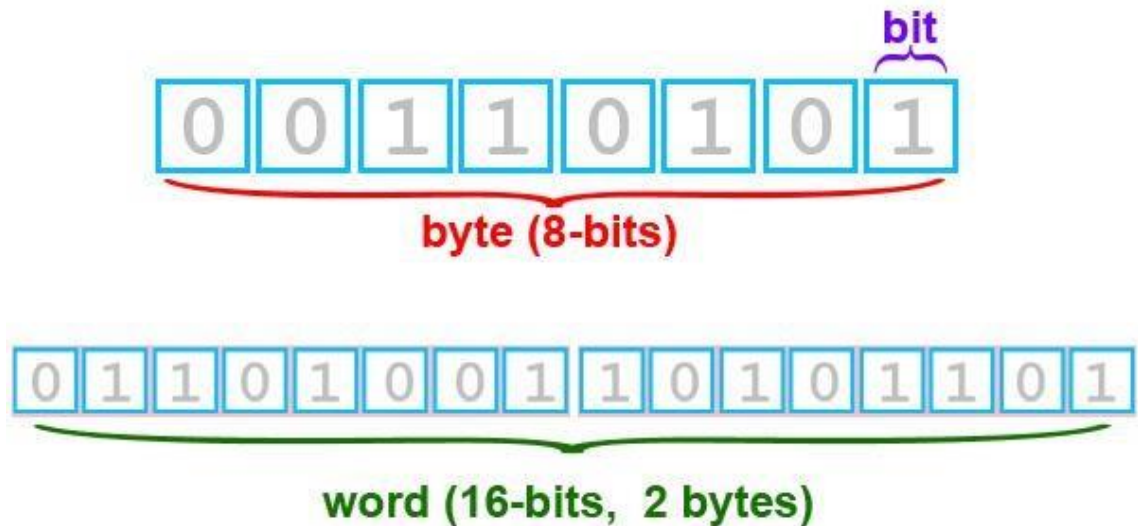 bit
0 0 1 1 0 1 0 1
byte (8-bits)
0 1 1 0 1 0 0 1 1 0 1 0 1 1 0 1
word (16-bits, 2 bytes)